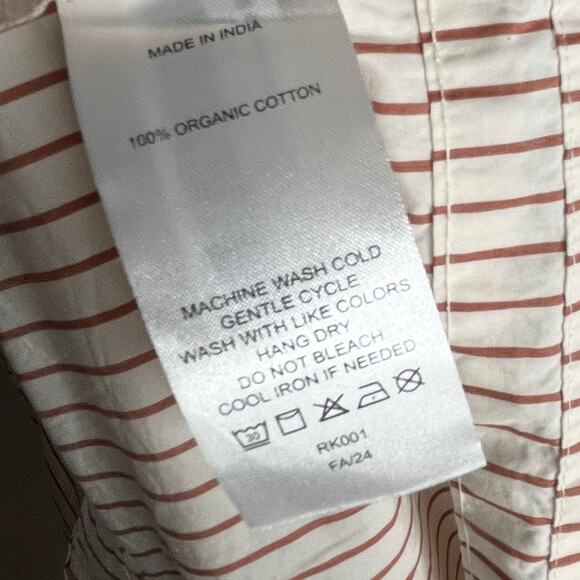 MADE IN INDIA
100% ORGANIC COTTON
MACHINE WASH COLD
GENTLE CYCLE
WASH WITH LIKE COLORS
HANG DRY
DO NOT BLEACH
COOL IRON IF NEEDED
30
RK001
FA/24